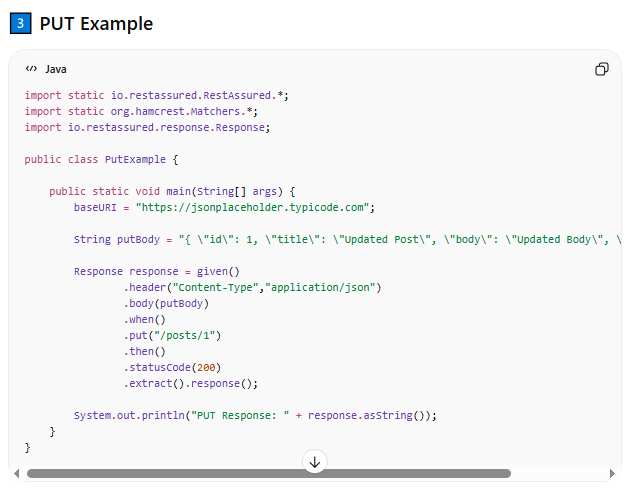 3 PUT Example
</> Java
import static io.restassured.RestAssured.*;
import static org.hamcrest.Matchers.*;
import io.restassured.response.Response;
public class PutExample {
public static void main(String[] args) {
baseURI = "https://jsonplaceholder.typicode.com";
String putBody = "{ \"id\": 1, \"title\": \"Updated Post\", \"body\": \"Updated Body\", \
Response response = given()
.header("Content-Type","application/json")
.body(putBody)
.when()
.put("/posts/1")
.then()
.statusCode(200)
.extract().response();
System.out.println("PUT Response: " + response.asString());
}
}